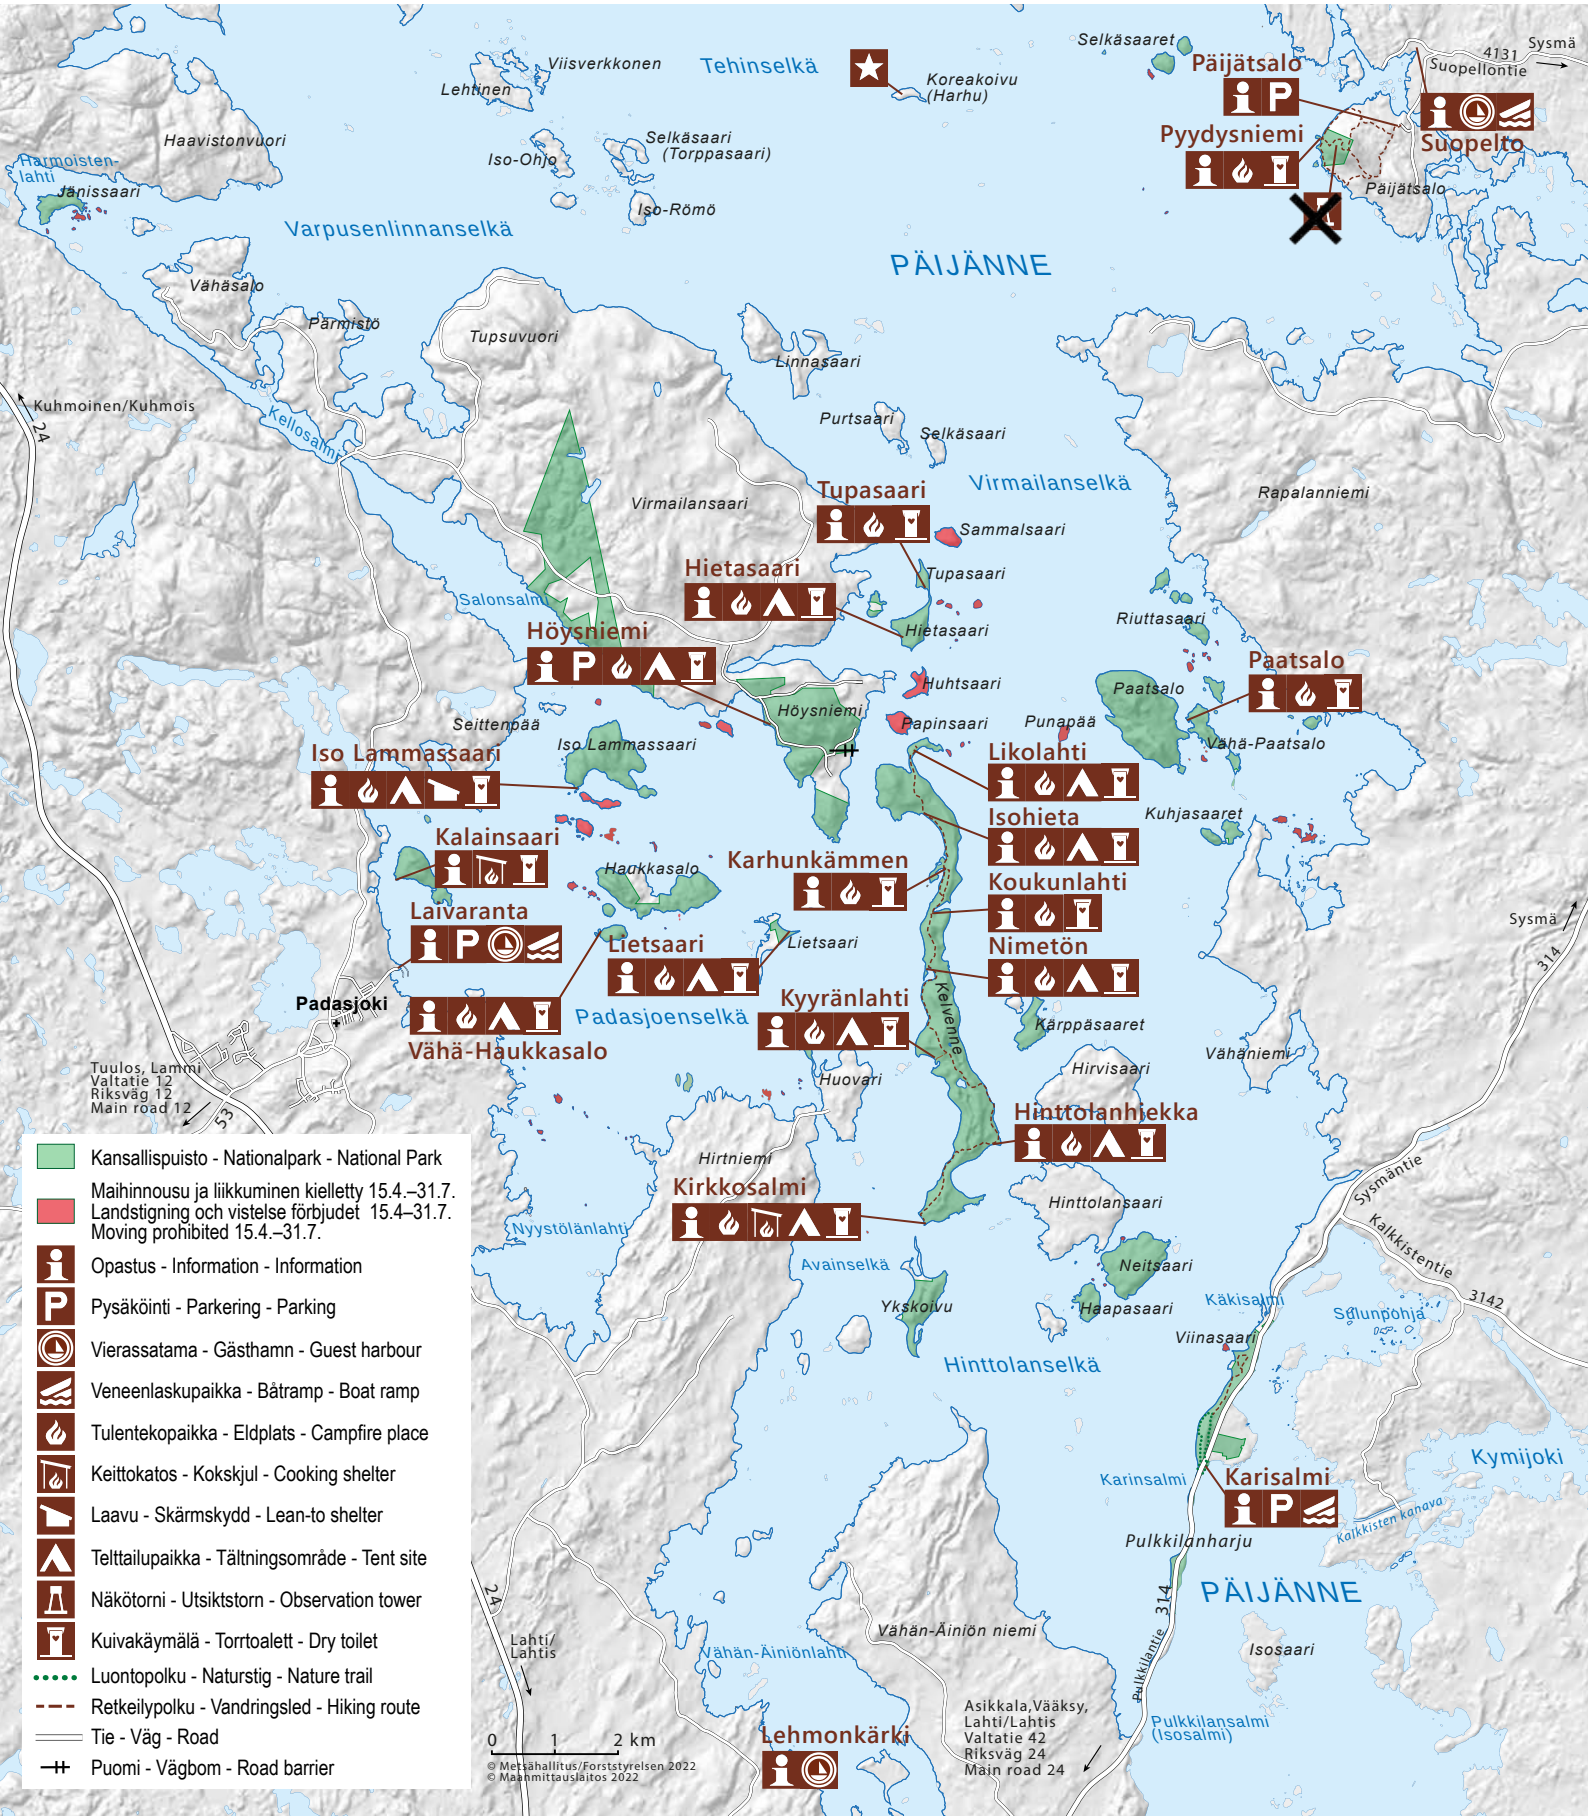 Selkäsaaret
4131
Sysmä
Suopellontie
Viisverkkonen
Tehinselkä
Päijätsalo
Lehtinen
Koreakoivu
(Harhu)
P
Pyydysniemi
Suopelto
Haavistonvuori
Selkäsaari
(Torppasaari)
Iso-Ohjo
Harmoisten-
lahti
Jänissaari
Päijätsalo
Iso-Römö
Varpusenlinnanselkä
PÄIJÄNNE
Vähäsalo
Pärmistö
Tupsuvuori
Linnasaari
Kuhmoinen/Kuhmois
24
Kellosalmi
Purtsaari
Selkäsaari
Virmailanselkä
Tupasaari
Rapalanniemi
Virmailansaari
Sammalsaari
Hietasaari
Tupasaari
Salonsalmi
Riuttasaari
Höysniemi
Hietasaari
P
Paatsalo
Huhtsaari
Paatsalo
Höysniemi
Seittenpää
Papinsaari
Punapää
Iso Lammassaari
Iso Lammassaari
Likolahti
Vähä-Paatsalo
Isohieta
Kuhjasaaret
Kalainsaari
Karhunkämmen
Haukkasalo
Koukunlahti
Laivaranta
Sysmä
P
Lietsaari
Lietsaari
Nimetön
314
Kyyränlahti
Kelvenne
Padasjoki
Padasjoenselkä
Kärppäsaaret
Vähä-Haukkasalo
Vähäniemi
Tuulos, Lammi
Valtatie 12
Riksväg 12
Main road 12
53
Huovari
Hirvisaari
Hinttolanhiekka
Kansallispuisto - Nationalpark - National Park
Hirtniemi
Sysmäntie
Maihinnousu ja liikkuminen kielletty 15.4.–31.7.
Landstigning och vistelse förbjudet 15.4–31.7.
Moving prohibited 15.4.–31.7.
Kirkkosalmi
Hinttolansaari
Nyystölänlahti
Kalkkistentie
Opastus - Information - Information
Avainselkä
Neitsaari
P
Pysäköinti - Parkering - Parking
Ykskoivu
Haapasaari
Käkisalmi
3142
Sulunpohja
Vierassatama - Gästhamn - Guest harbour
Viinasaari
Hinttolanselkä
Veneenlaskupaikka - Båtramp - Boat ramp
Tulentekopaikka - Eldplats - Campfire place
Keittokatos - Kokskjul - Cooking shelter
Karinsalmi
Karisalmi
P
Kymijoki
Laavu - Skärmskydd - Lean-to shelter
Kalkkisten kanava
Telttailupaikka - Tältningsområde - Tent site
Pulkkilanharju
Näkötorni - Utsiktstorn - Observation tower
24
PÄIJÄNNE
Kuivakäymälä - Torrtoalett - Dry toilet
Lahti/
Lahtis
Vähän-Äiniönlahti
Vähän-Äiniön niemi
Pulkkilantie 314
Isosaari
Luontopolku - Naturstig - Nature trail
Retkeilypolku - Vandringsled - Hiking route
Tie - Väg - Road
Puomi - Vägbom - Road barrier
0 1 2 km
© Metsähallitus/Forststyrelsen 2022
© Maanmittauslaitos 2022
Lehmonkärki
Asikkala,Vääksy,
Lahti/Lahtis
Valtatie 42
Riksväg 24
Main road 24
Pulkkilansalmi
(Isosalmi)